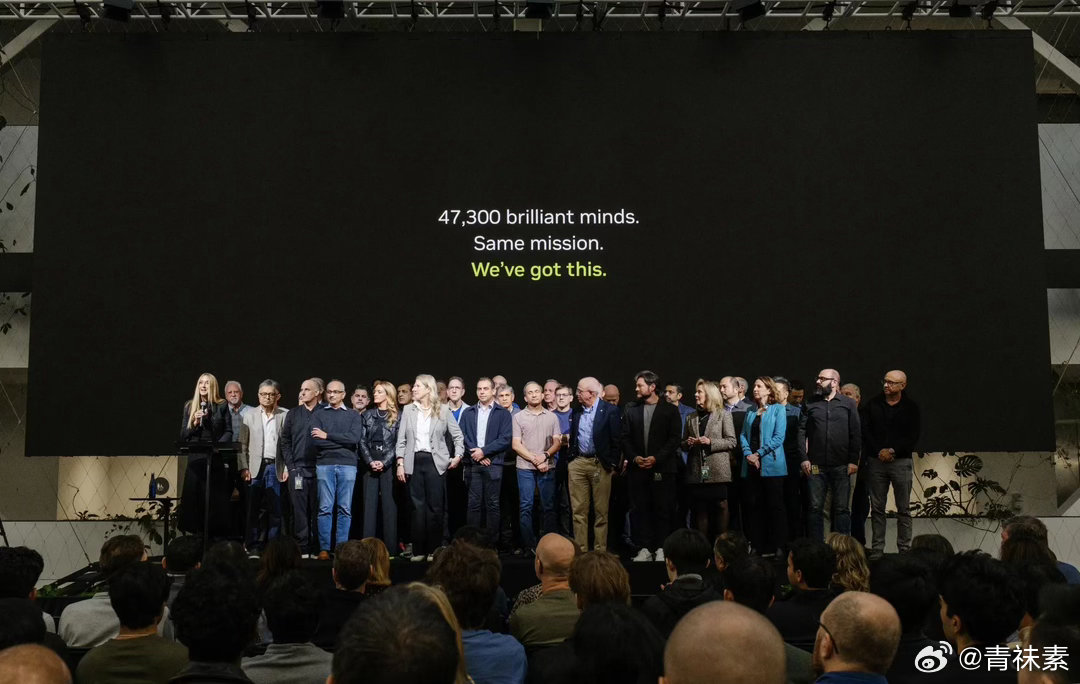 47,300 brilliant minds.
Same mission.
We've got this.
@青袜素